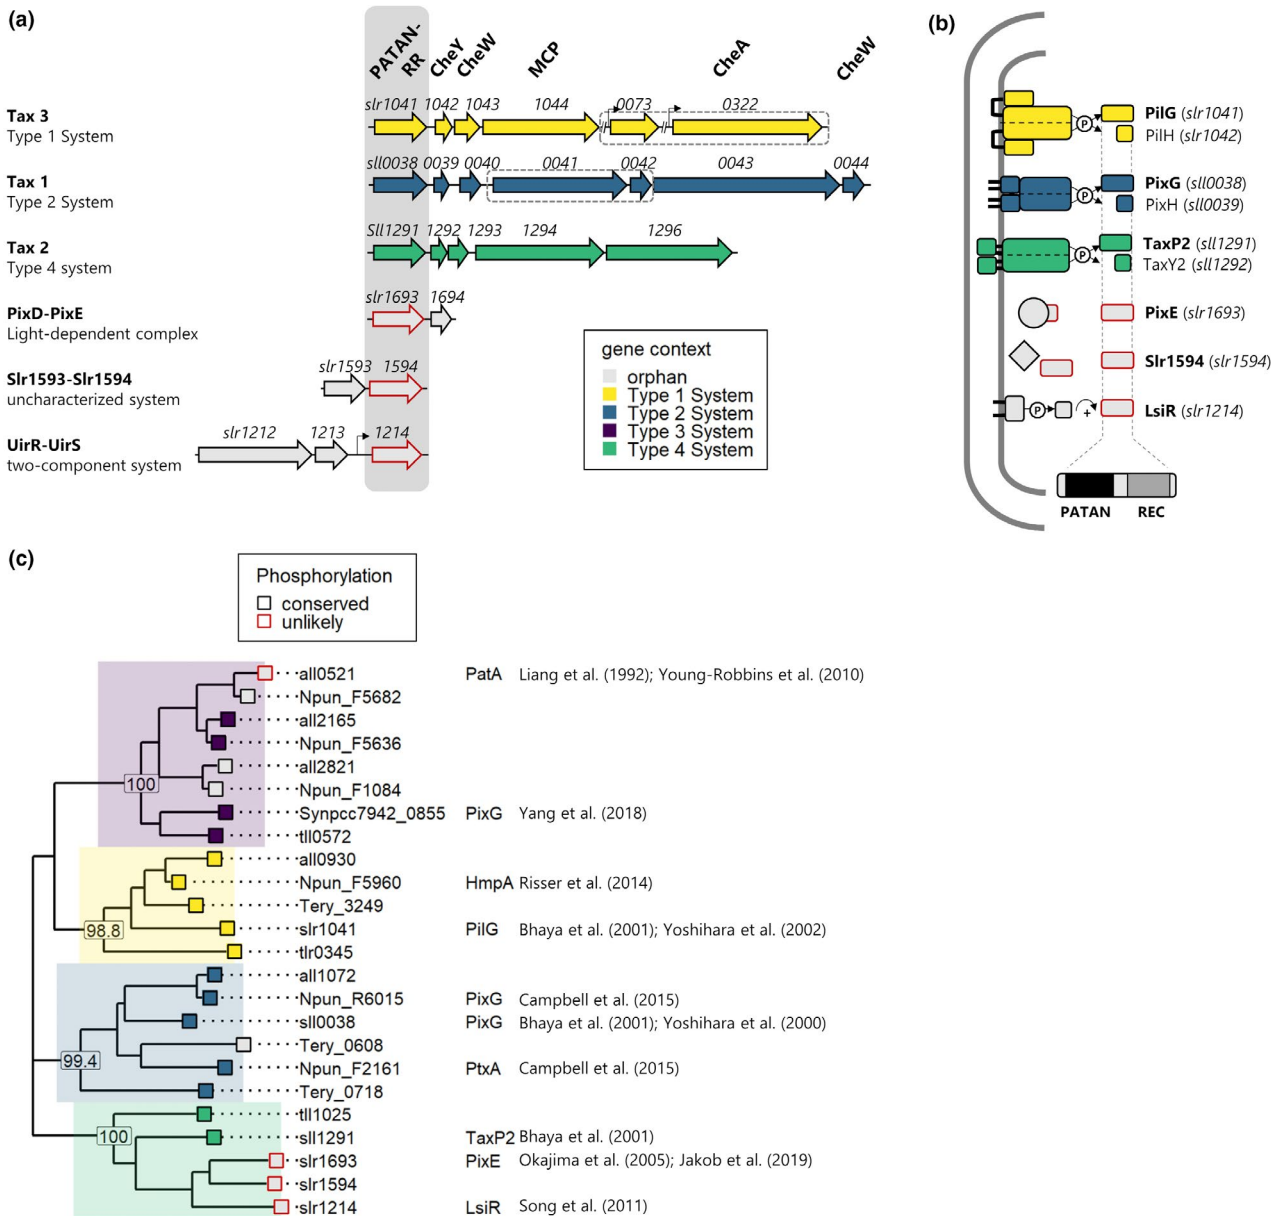 (a)
PATAN-
RR
CheY
CheW
MCP
CheA
CheW
Tax 3
Type 1 System
slr1041 1042 1043 1044 0073 0322
Tax 1
Type 2 System
sll0038 0039 0040 0041 0042 0043 0044
Tax 2
Type 4 system
Sll1291 1292 1293 1294 1296
PixD-PixE
Light-dependent complex
slr1693 1694
Slr1593-Slr1594
uncharacterized system
slr1593 1594
UirR-UirS
two-component system
slr1212 1213 1214
gene context
orphan
Type 1 System
Type 2 System
Type 3 System
Type 4 System
(b)
P
PilG (slr1041)
PilH (slr1042)
P
PixG (sll0038)
PixH (sll0039)
P
TaxP2 (sll1291)
TaxY2 (sll1292)
PixE (slr1693)
Slr1594 (slr1594)
P
+
LsiR (slr1214)
PATAN REC
(c)
Phosphorylation
conserved
unlikely
all0521 PatA Liang et al. (1992); Young-Robbins et al. (2010)
Npun_F5682
all2165
Npun_F5636
all2821
100
Npun_F1084
Synpcc7942_0855 PixG Yang et al. (2018)
tll0572
all0930
Npun_F5960 HmpA Risser et al. (2014)
Tery_3249
98.8
slr1041 PilG Bhaya et al. (2001); Yoshihara et al. (2002)
tlr0345
all1072
Npun_R6015 PixG Campbell et al. (2015)
sll0038 PixG Bhaya et al. (2001); Yoshihara et al. (2000)
Tery_0608
99.4
Npun_F2161 PtxA Campbell et al. (2015)
Tery_0718
tll1025
100
sll1291 TaxP2 Bhaya et al. (2001)
slr1693 PixE Okajima et al. (2005); Jakob et al. (2019)
slr1594
slr1214 LsiR Song et al. (2011)